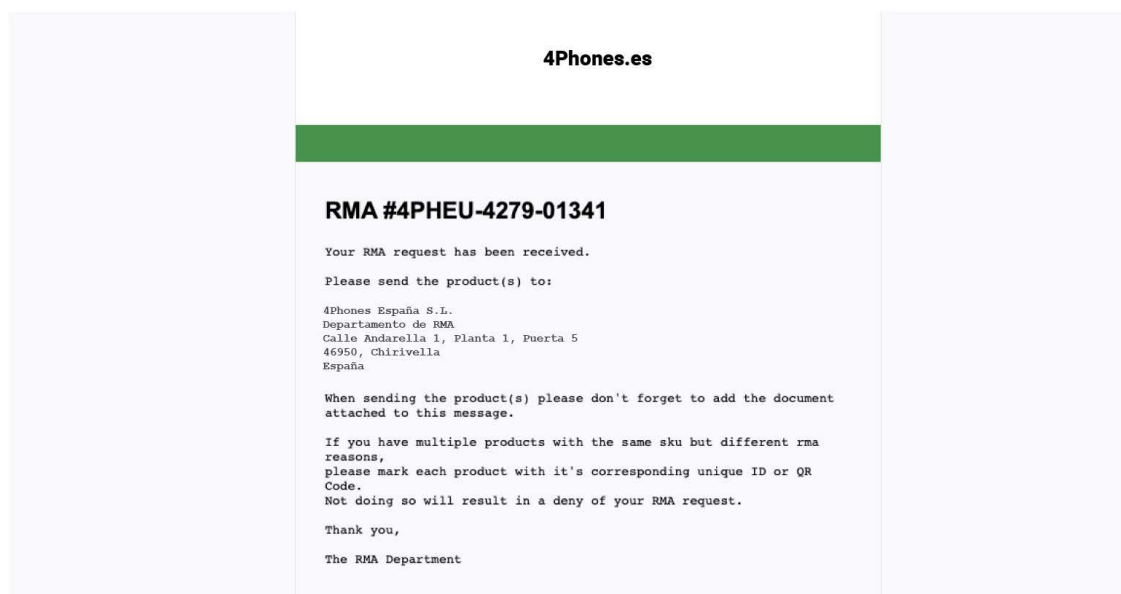 4Phones.es
RMA #4PHEU-4279-01341
Your RMA request has been received.
Please send the product(s) to:
4Phones España S.L.
Departamento de RMA
Calle Andarella 1, Planta 1, Puerta 5
46950, Chirivella
España
When sending the product(s) please don't forget to add the document
attached to this message.
If you have multiple products with the same sku but different rma
reasons,
please mark each product with it's corresponding unique ID or QR
Code.
Not doing so will result in a deny of your RMA request.
Thank you,
The RMA Department